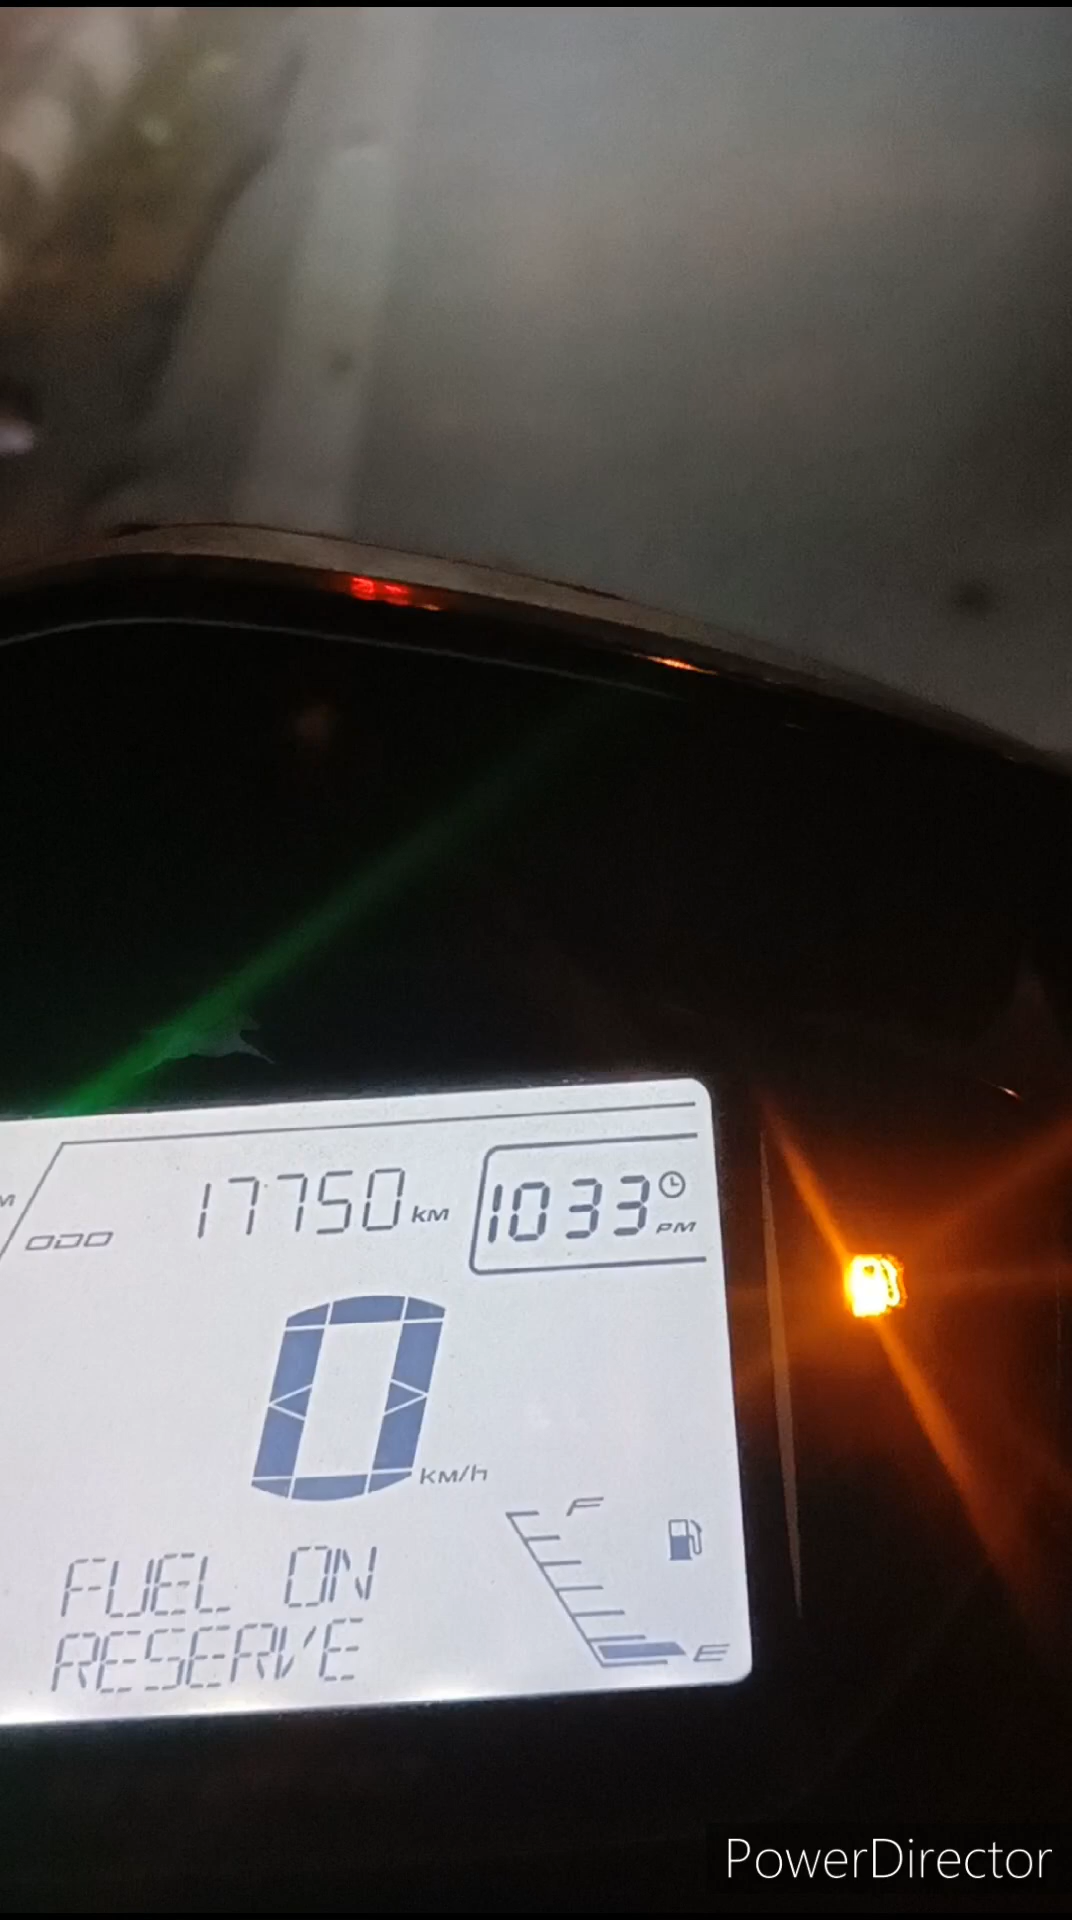 17750 KM
1033 PM
ODO
0 KM/h
F
FUEL ON
RESERVE
E
PowerDirector